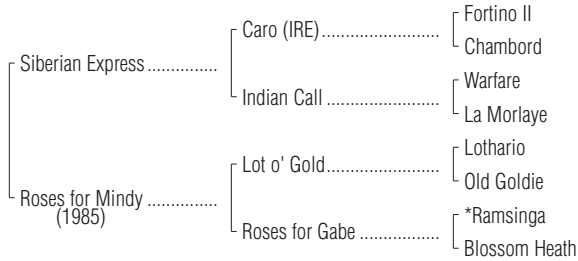 Fortino II
Caro (IRE)........................................
Chambord
Siberian Express ...............
Warfare
Indian Call .......................................
La Morlaye
Lothario
Lot o' Gold.......................................
Old Goldie
Roses for Mindy ...............
(1985)
*Ramsinga
Roses for Gabe ...........................
Blossom Heath